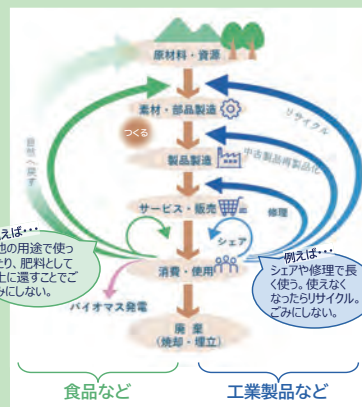 原材料・資源
素材・部品製造
つくる
製品製造
サービス・販売
消費・使用
廃棄
(焼却・埋立)
自然へ戻す
リサイクル
中古製品再製品化
修理
シェア
バイオマス発電
えば・・・
他の用途で使っ
たり、肥料として
土に還すことでご
みにしない。
例えば・・・
シェアや修理で長
く使う。使えなく
なったらリサイクル。
ごみにしない。
食品など
工業製品など